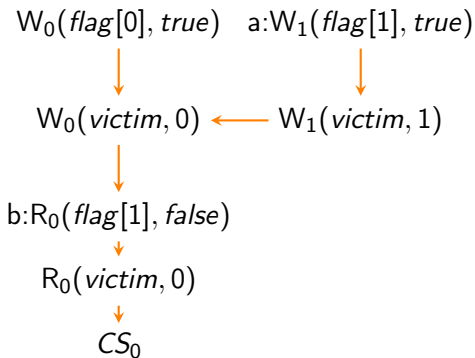 W₀(flag[0], true) a:W₁(flag[1], true)
W₀(victim, 0) W₁(victim, 1)
b:R₀(flag[1], false)
R₀(victim, 0)
CS₀